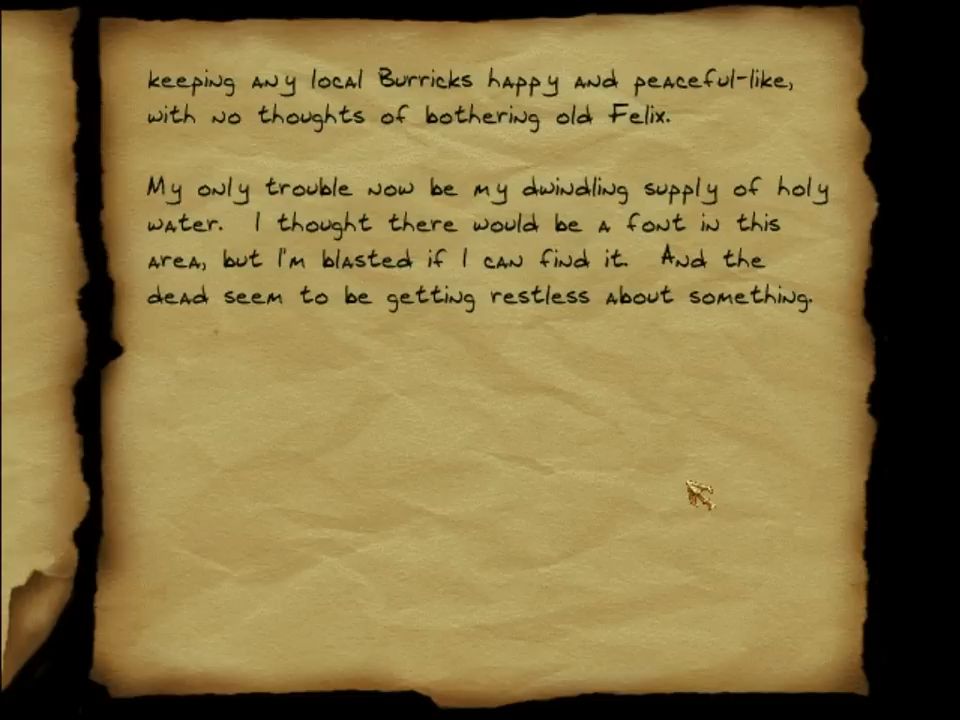 keeping any local Burricks happy and peaceful-like,
with no thoughts of bothering old Felix.
My only trouble now be my dwindling supply of holy
water.  I thought there would be a font in this
area, but I'm blasted if I can find it.  And the
dead seem to be getting restless about something.